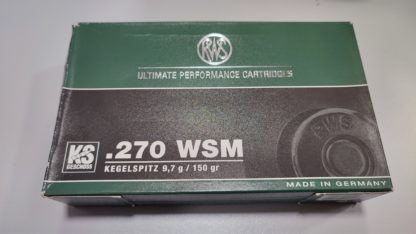 RWS
ULTIMATE PERFORMANCE CARTRIDGES
KS
GESCHOSS
.270 WSM
KEGELSPITZ 9,7 g / 150 gr
RWS
MADE IN GERMANY